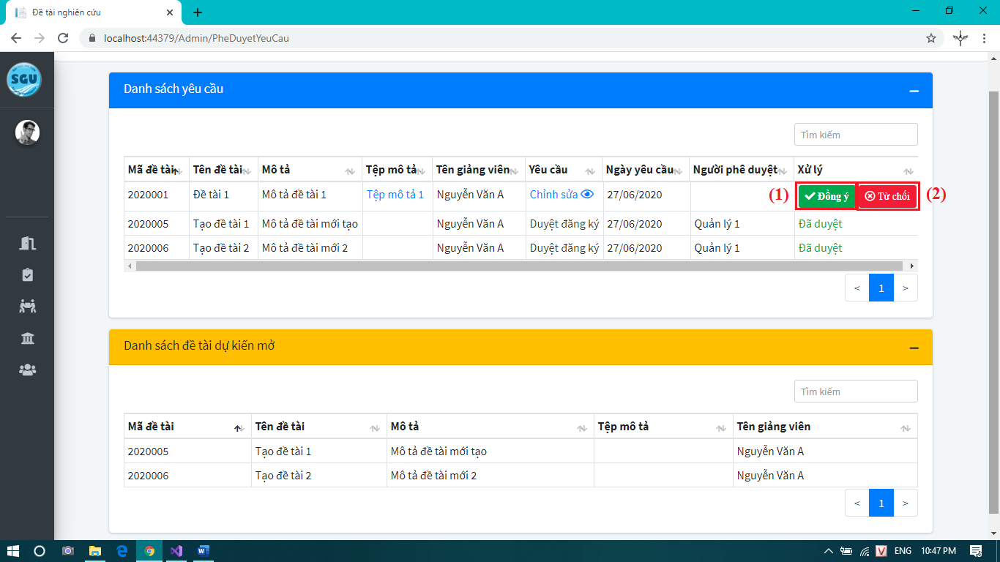 Đề tài nghiên cứu
localhost:44379/Admin/PheDuyetYeuCau
SGU
Danh sách yêu cầu
Tìm kiếm
Mã đề tài Tên đề tài Mô tả Tệp mô tả Tên giảng viên Yêu cầu Ngày yêu cầu Người phê duyệt Xử lý
2020001 Đề tài 1 Mô tả đề tài 1 Tệp mô tả 1 Nguyễn Văn A Chỉnh sửa 27/06/2020 (1) Đồng ý Từ chối (2)
2020005 Tạo đề tài 1 Mô tả đề tài mới tạo Nguyễn Văn A Duyệt đăng ký 27/06/2020 Quản lý 1 Đã duyệt
2020006 Tạo đề tài 2 Mô tả đề tài mới 2 Nguyễn Văn A Duyệt đăng ký 27/06/2020 Quản lý 1 Đã duyệt
< 1 >
Danh sách đề tài dự kiến mở
Tìm kiếm
Mã đề tài Tên đề tài Mô tả Tệp mô tả Tên giảng viên
2020005 Tạo đề tài 1 Mô tả đề tài mới tạo Nguyễn Văn A
2020006 Tạo đề tài 2 Mô tả đề tài mới 2 Nguyễn Văn A
< 1 >
ENG 10:47 PM